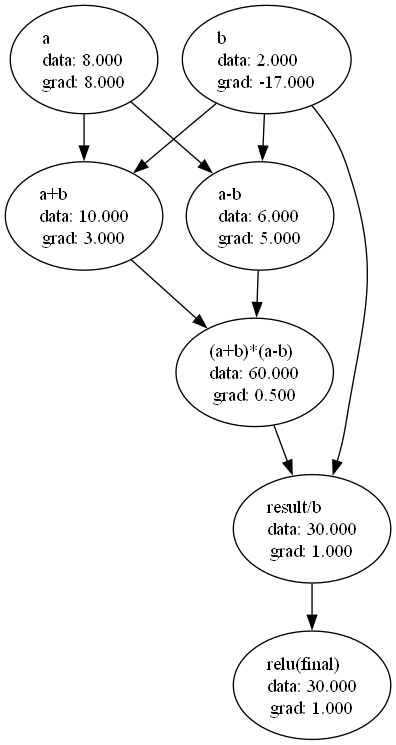 a
data: 8.000
grad: 8.000
b
data: 2.000
grad: -17.000
a+b
data: 10.000
grad: 3.000
a-b
data: 6.000
grad: 5.000
(a+b)*(a-b)
data: 60.000
grad: 0.500
result/b
data: 30.000
grad: 1.000
relu(final)
data: 30.000
grad: 1.000